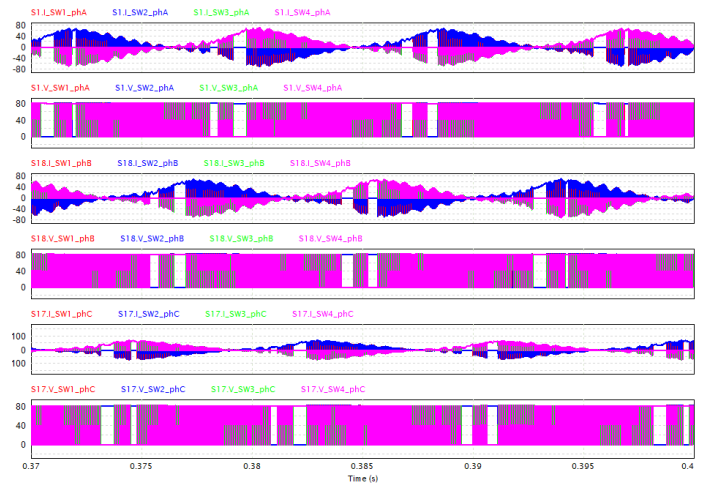 S1.I_SW1_phA S1.I_SW2_phA S1.I_SW3_phA S1.I_SW4_phA
80
40
0
-40
-80
S1.V_SW1_phA S1.V_SW2_phA S1.V_SW3_phA S1.V_SW4_phA
80
40
0
S18.I_SW1_phB S18.I_SW2_phB S18.I_SW3_phB S18.I_SW4_phB
80
40
0
-40
-80
S18.V_SW1_phB S18.V_SW2_phB S18.V_SW3_phB S18.V_SW4_phB
80
40
0
S17.I_SW1_phC S17.I_SW2_phC S17.I_SW3_phC S17.I_SW4_phC
100
0
100
S17.V_SW1_phC S17.V_SW2_phC S17.V_SW3_phC S17.V_SW4_phC
80
40
0
0.37 0.375 0.38 0.385 0.39 0.395 0.4
Time (s)